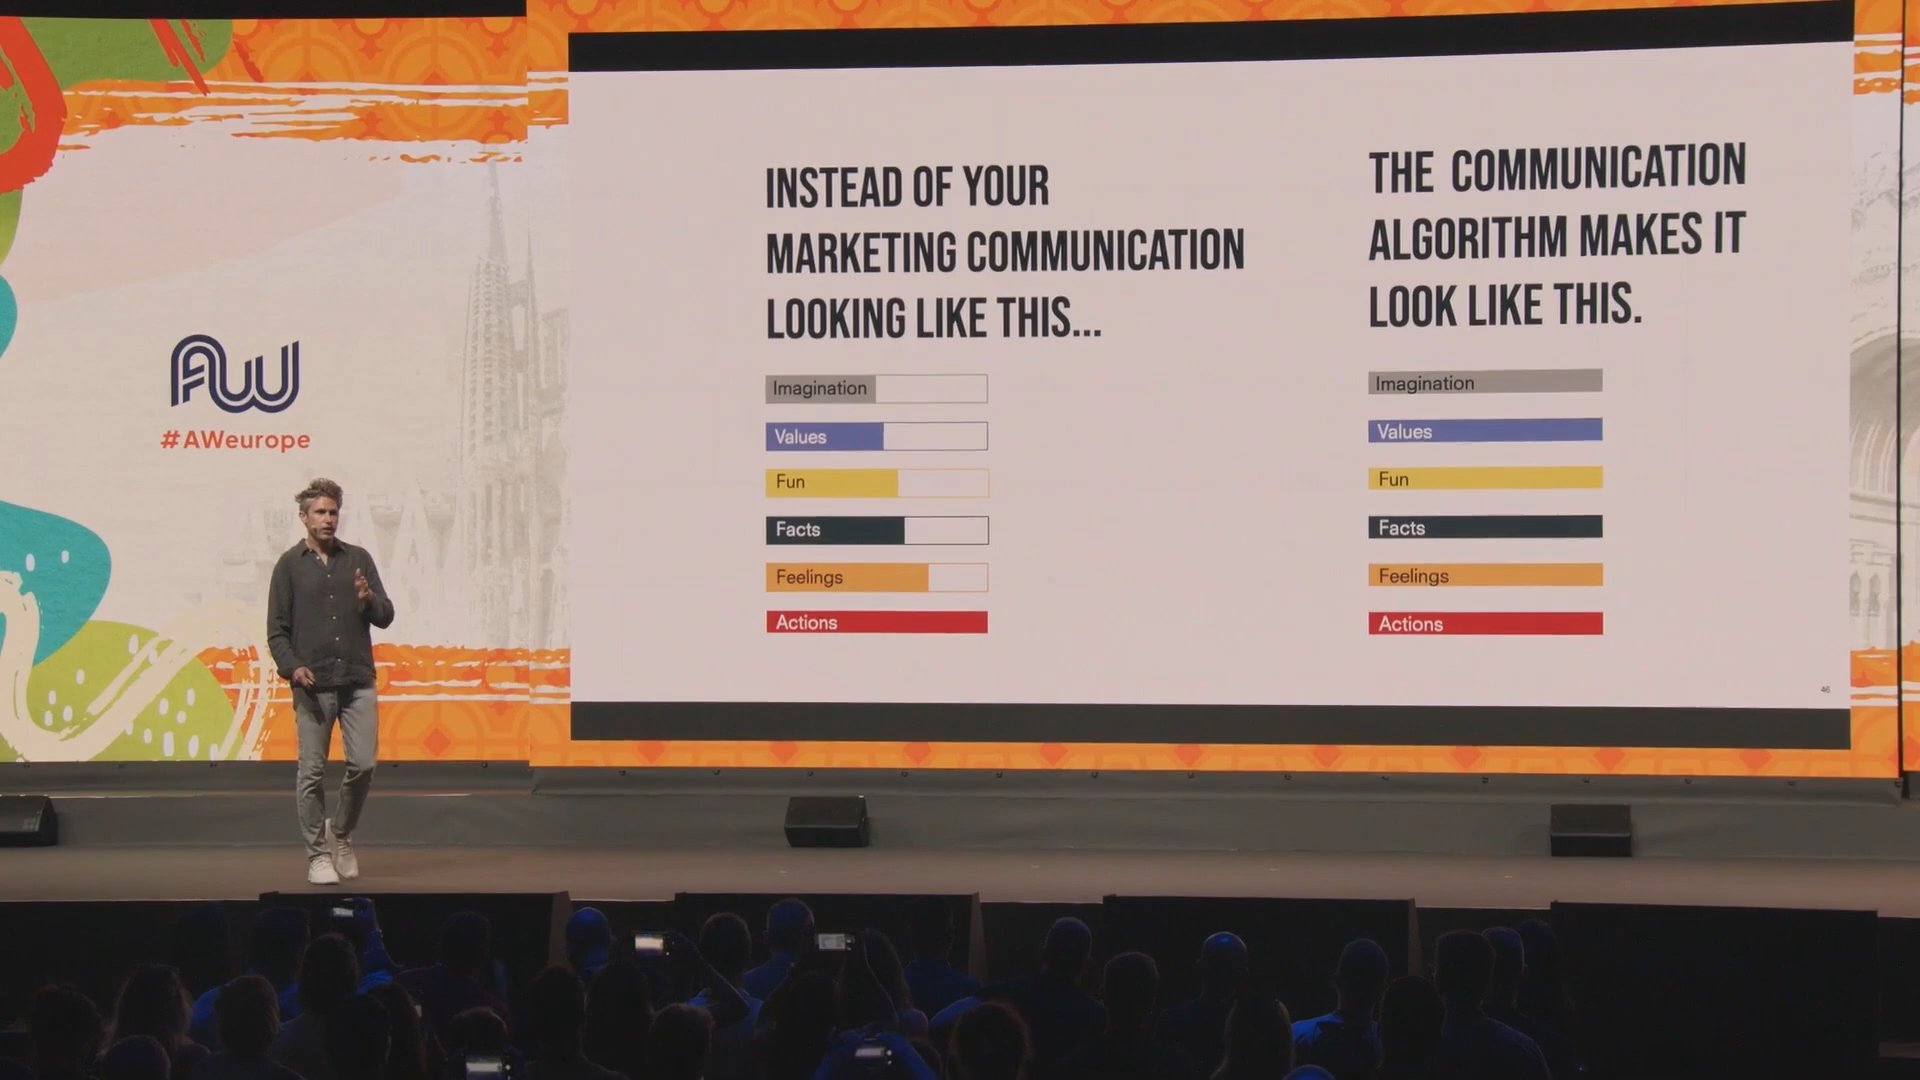 AW
#AWeurope
INSTEAD OF YOUR
MARKETING COMMUNICATION
LOOKING LIKE THIS...
Imagination
Values
Fun
Facts
Feelings
Actions
THE COMMUNICATION
ALGORITHM MAKES IT
LOOK LIKE THIS.
Imagination
Values
Fun
Facts
Feelings
Actions
46